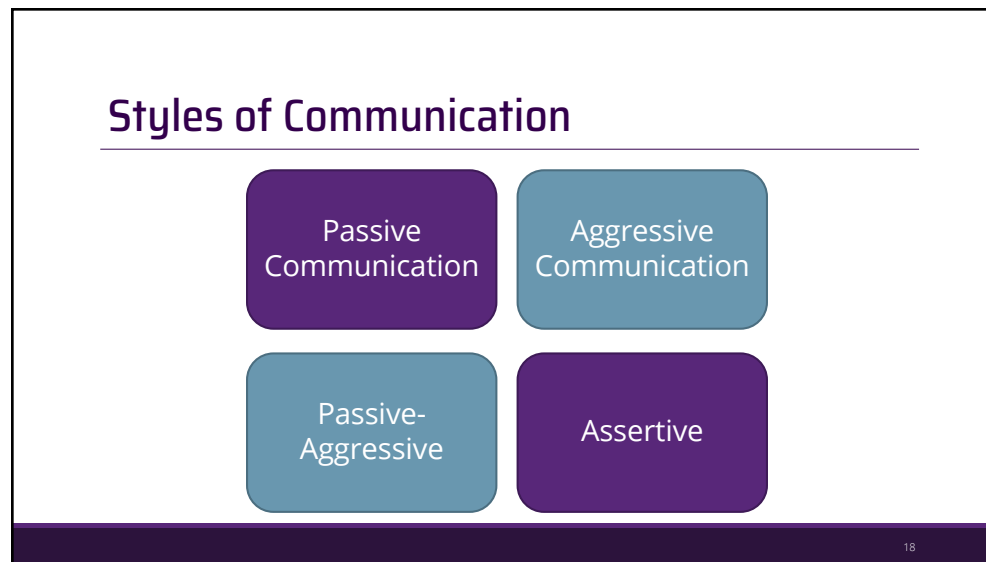 Styles of Communication
Passive
Communication
Aggressive
Communication
Passive-
Aggressive
Assertive
18